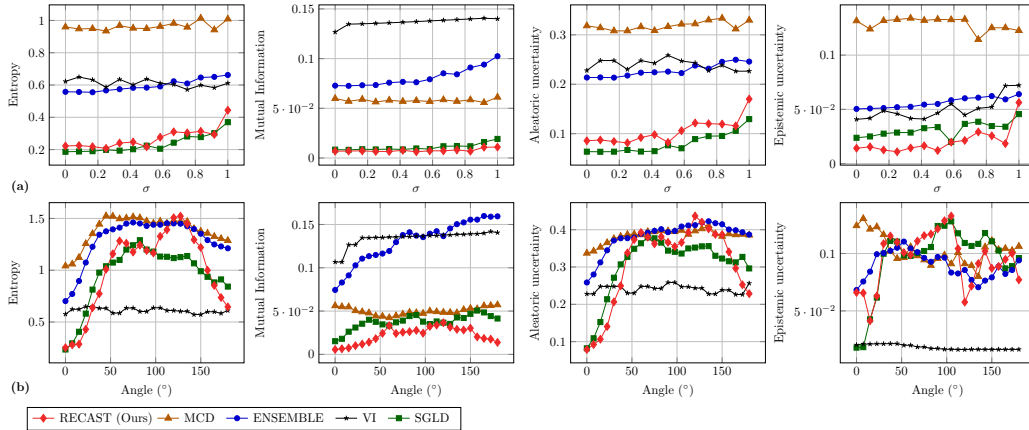 Entropy
1
0.8
0.6
0.4
0.2
0 0.2 0.4 0.6 0.8 1
σ
Mutual Information
0.1
5 · 10⁻²
0
0 0.2 0.4 0.6 0.8 1
σ
Aleatoric uncertainty
0.3
0.2
0.1
0 0.2 0.4 0.6 0.8 1
σ
Epistemic uncertainty
0.1
5 · 10⁻²
0
0 0.2 0.4 0.6 0.8 1
σ
(a)
Entropy
1.5
1
0.5
0 50 100 150
Angle (°)
Mutual Information
0.15
0.1
5 · 10⁻²
0
0 50 100 150
Angle (°)
Aleatoric uncertainty
0.4
0.3
0.2
0.1
0 50 100 150
Angle (°)
Epistemic uncertainty
0.1
5 · 10⁻²
0 50 100 150
Angle (°)
(b)
RECAST (Ours) MCD ENSEMBLE VI SGLD